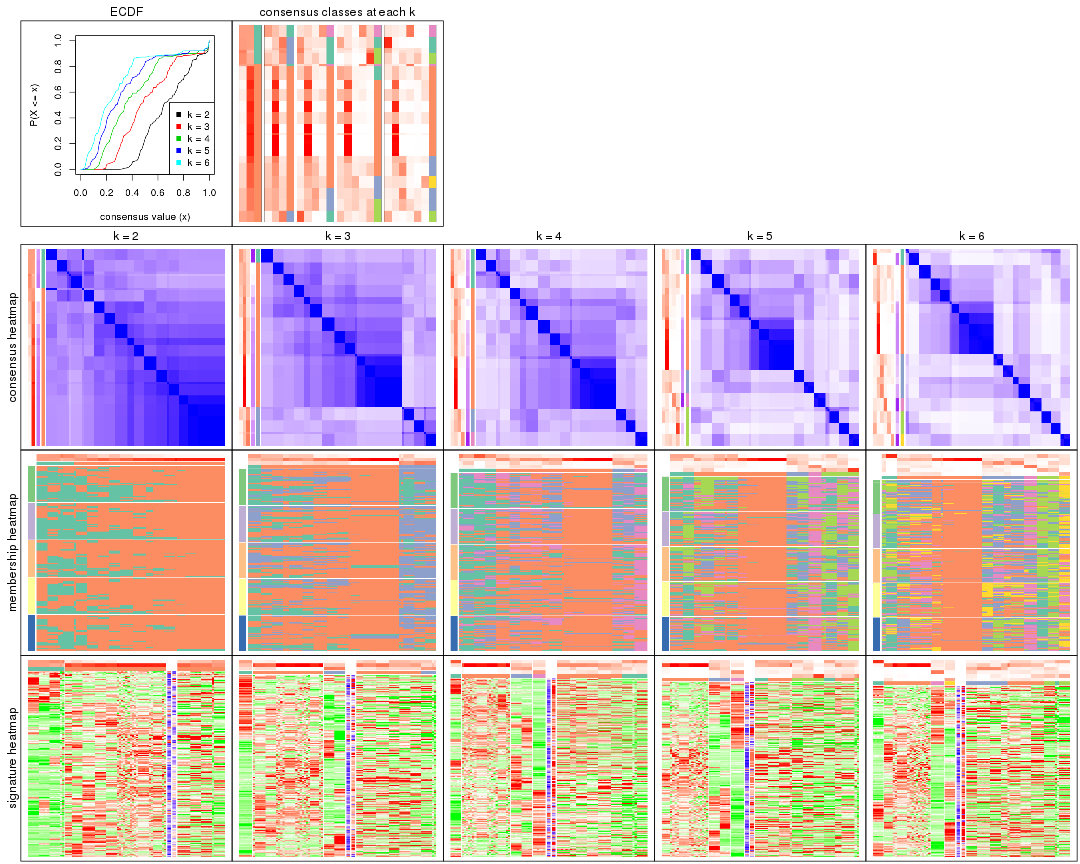 ECDF
consensus classes at each k
P(X <= x)
0.0 0.2 0.4 0.6 0.8 1.0
k = 2
k = 3
k = 4
k = 5
k = 6
0.0 0.2 0.4 0.6 0.8 1.0
consensus value (x)
k = 2 k = 3 k = 4 k = 5 k = 6
consensus heatmap
membership heatmap
signature heatmap